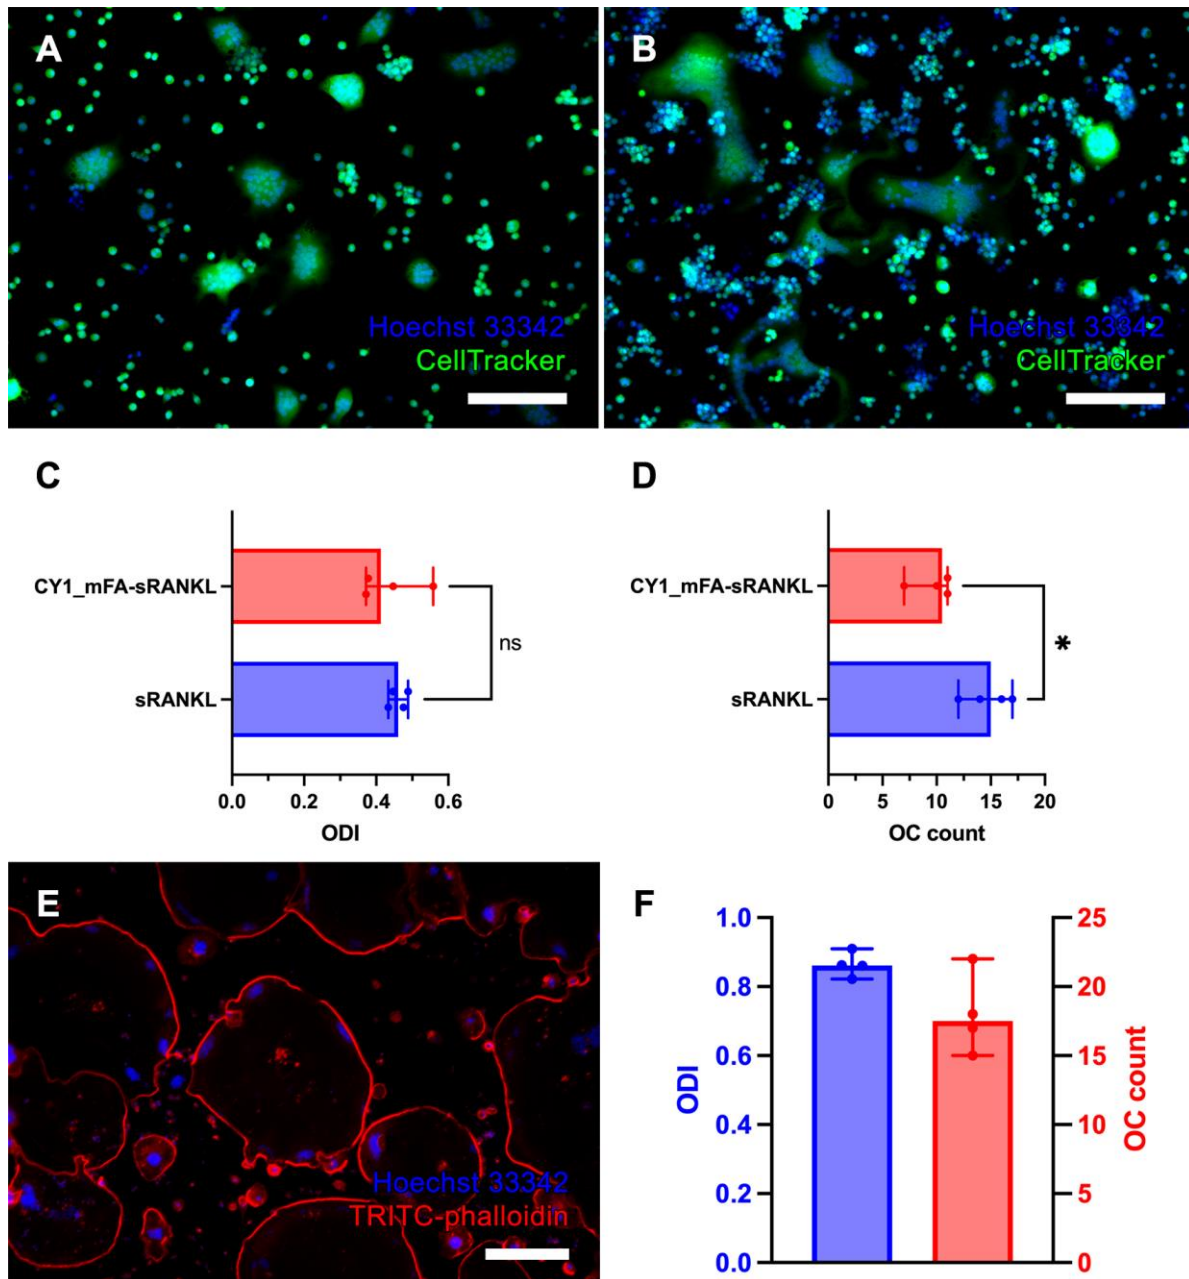 A
Hoechst 33342
CellTracker
B
Hoechst 33342
CellTracker
C
CY1_mFA-sRANKL
sRANKL
ns
0.0 0.2 0.4 0.6
ODI
D
CY1_mFA-sRANKL
sRANKL
*
0 5 10 15 20
OC count
E
Hoechst 33342
TRITC-phalloidin
F
1.0
0.8
0.6
0.4
0.2
0.0
ODI
25
20
15
10
5
0
OC count